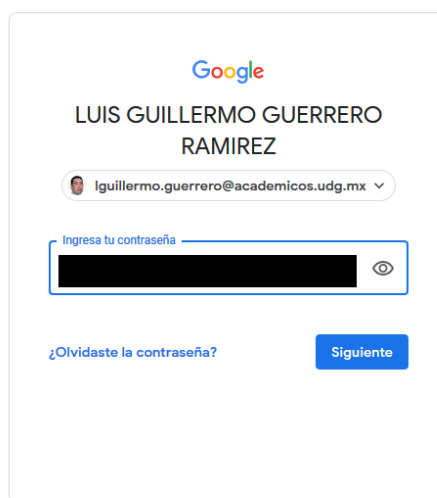 Google
LUIS GUILLERMO GUERRERO
RAMIREZ
lguillermo.guerrero@academicos.udg.mx
Ingresa tu contraseña
¿Olvidaste la contraseña?
Siguiente